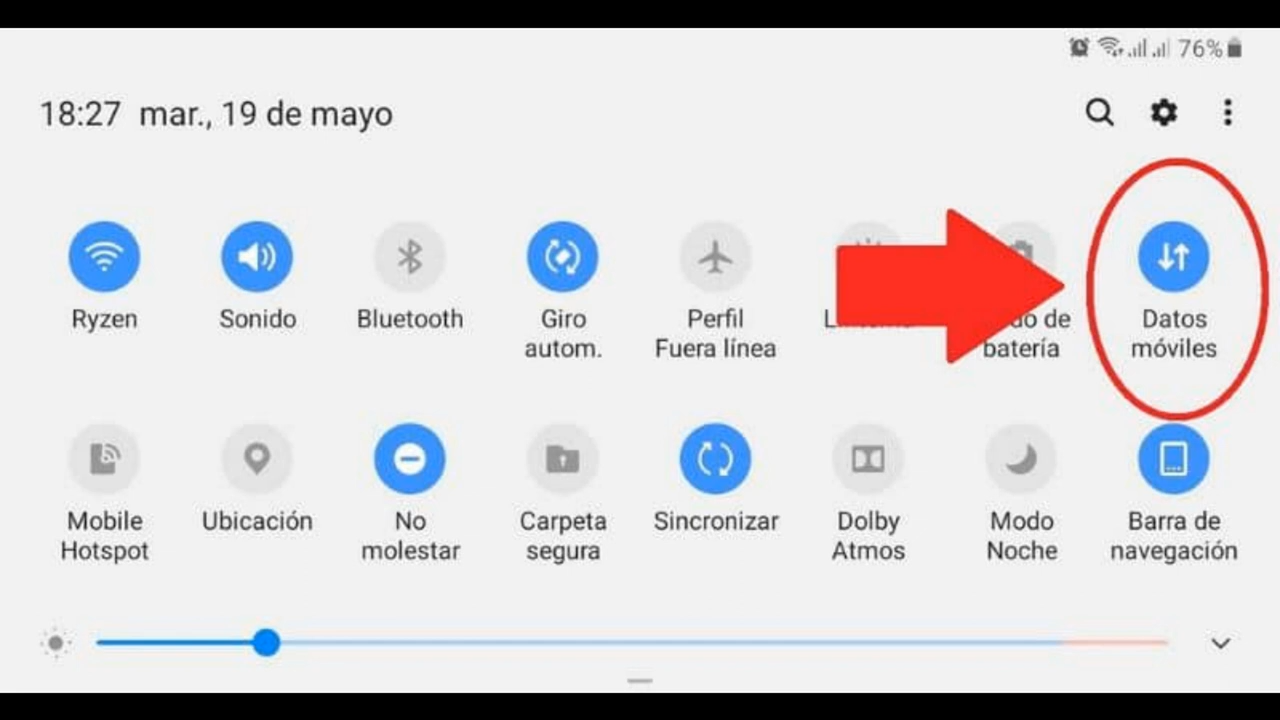 76%
18:27 mar., 19 de mayo
Ryzen
Sonido
Bluetooth
Giro
autom.
Perfil
Fuera línea
de
batería
Datos
móviles
Mobile
Hotspot
Ubicación
No
molestar
Carpeta
segura
Sincronizar
Dolby
Atmos
Modo
Noche
Barra de
navegación